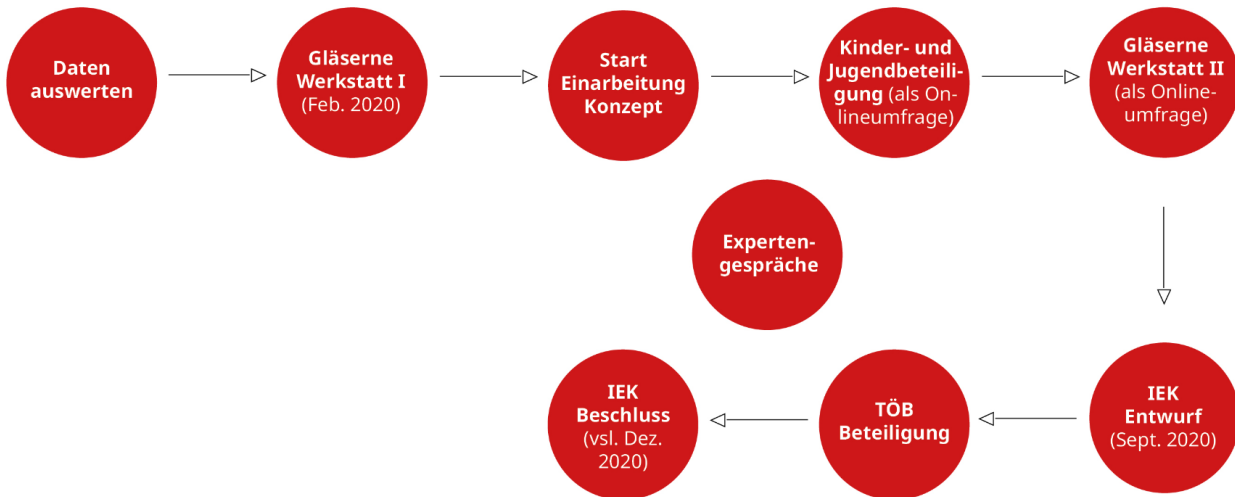 Daten
auswerten
Gläserne
Werkstatt I
(Feb. 2020)
Start
Einarbeitung
Konzept
Kinder- und
Jugendbeteili-
gung (als On-
lineumfrage)
Gläserne
Werkstatt II
(als Online-
umfrage)
Experten-
gespräche
IEK
Beschluss
(vsl. Dez.
2020)
TÖB
Beteiligung
IEK
Entwurf
(Sept. 2020)